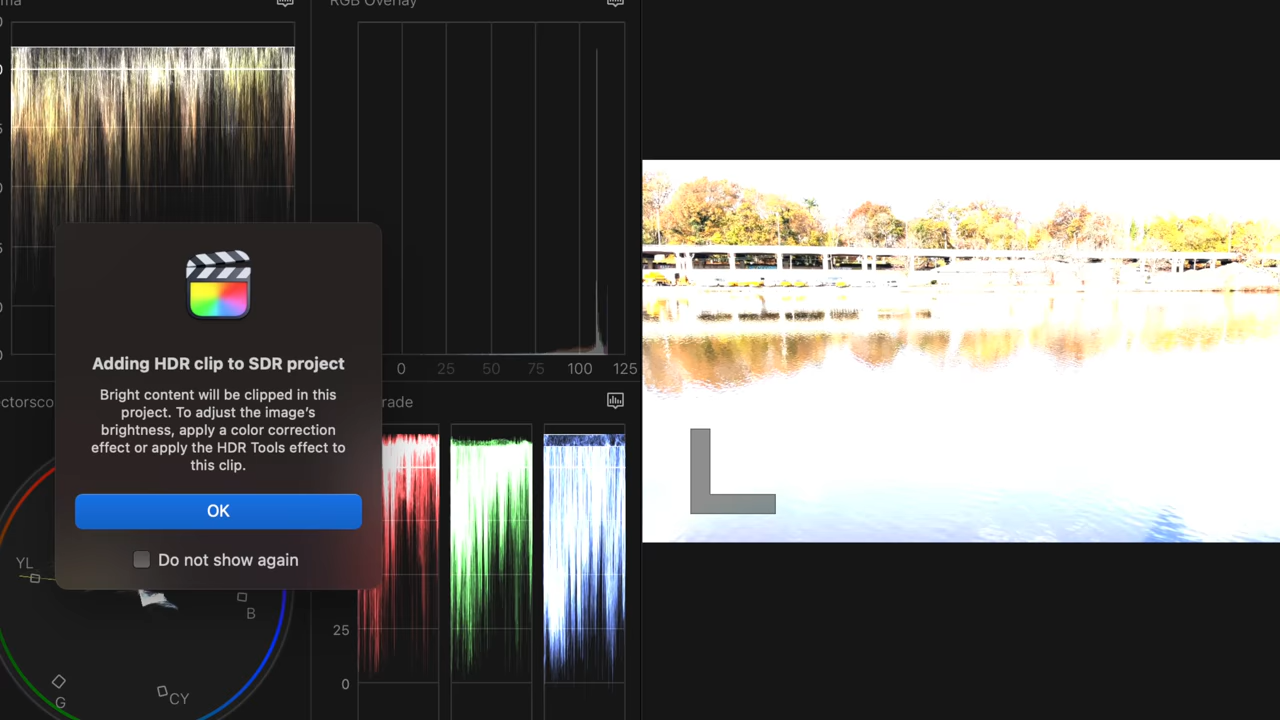 RGB Overlay
0 25 50 75 100 125
Adding HDR clip to SDR project
Bright content will be clipped in this
project. To adjust the image's
brightness, apply a color correction
effect or apply the HDR Tools effect to
this clip.
OK
Do not show again
YL
B
G
CY
25
0